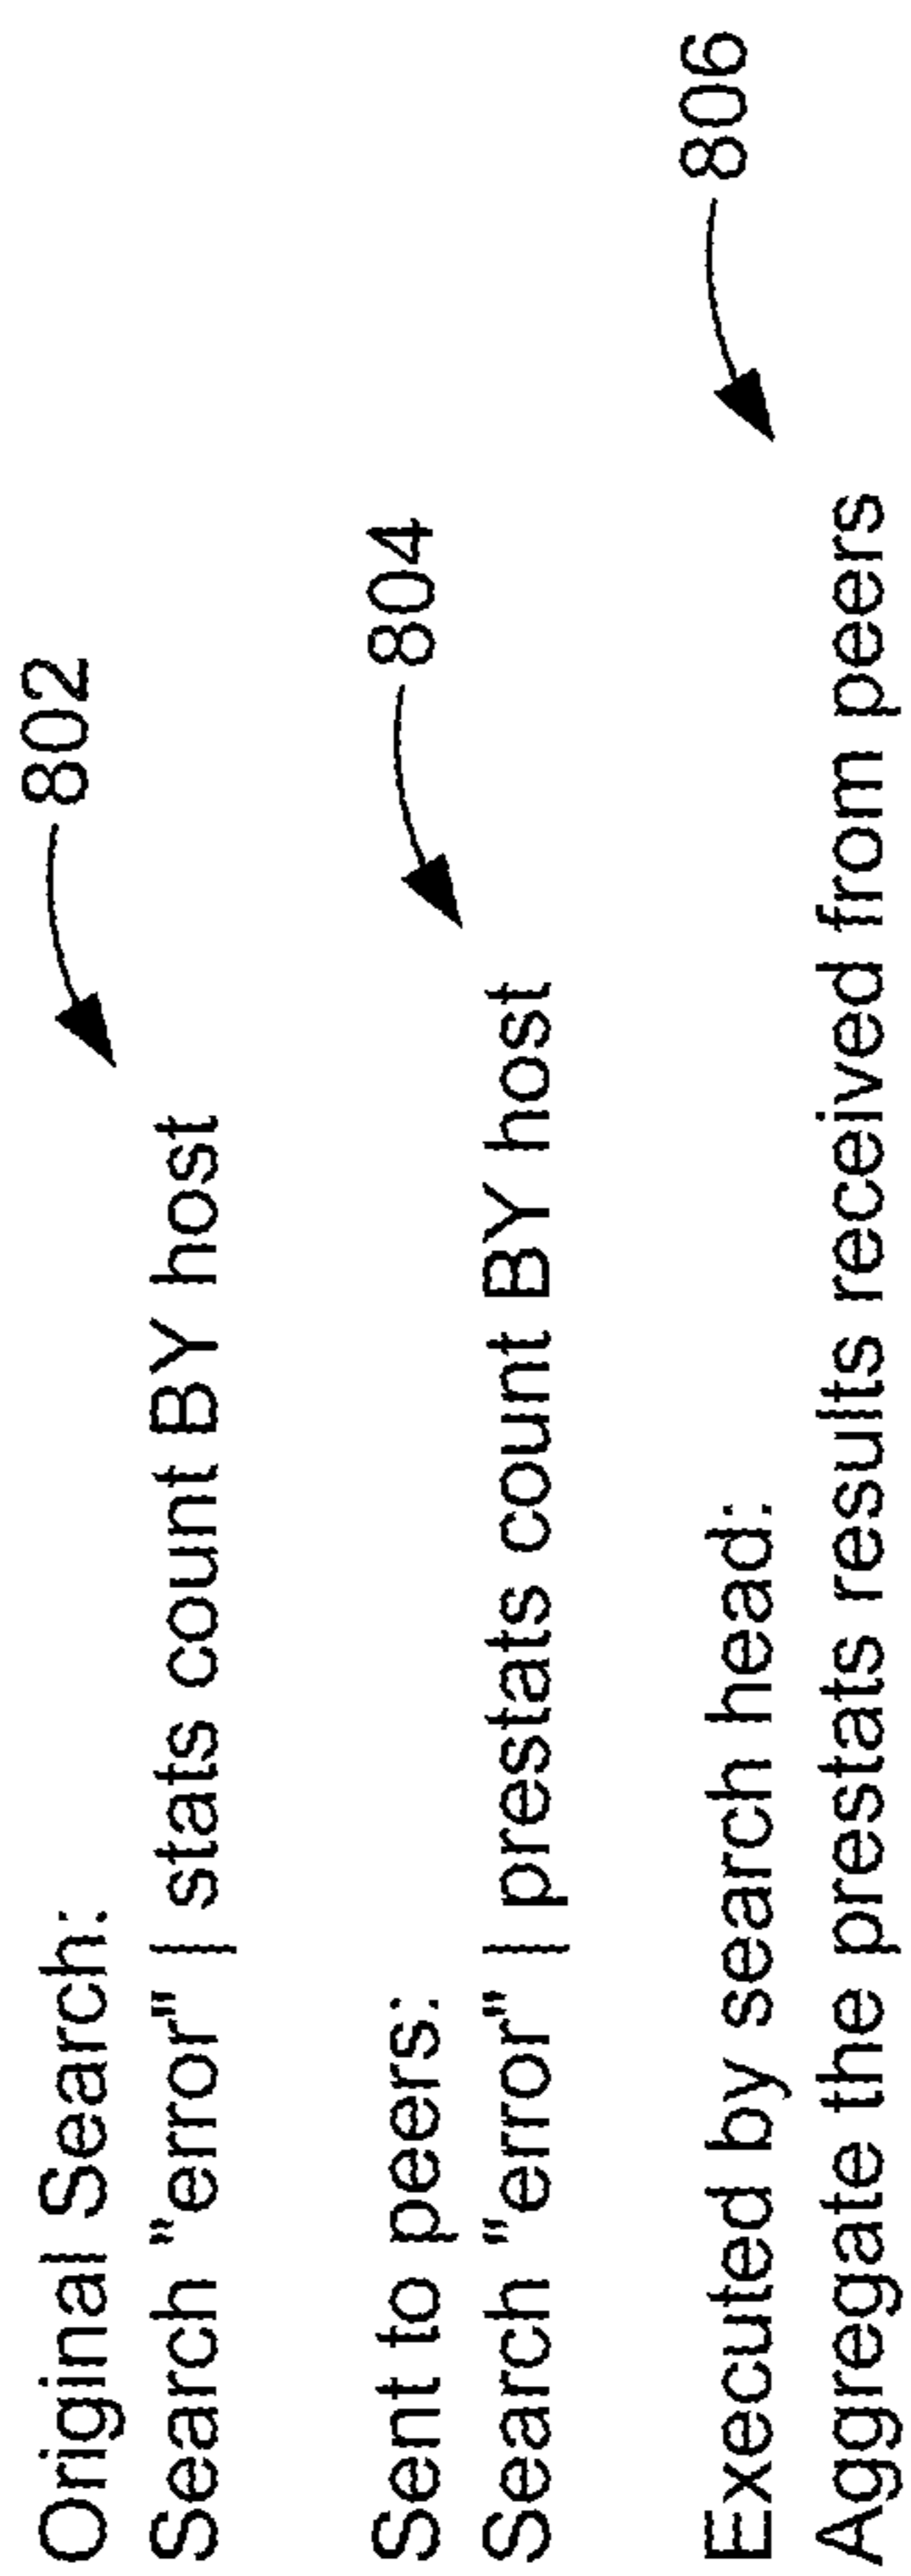 Original Search:
802
Search "error" | stats count BY host
Sent to peers:
804
Search "error" | prestats count BY host
Executed by search head:
806
Aggregate the prestats results received from peers